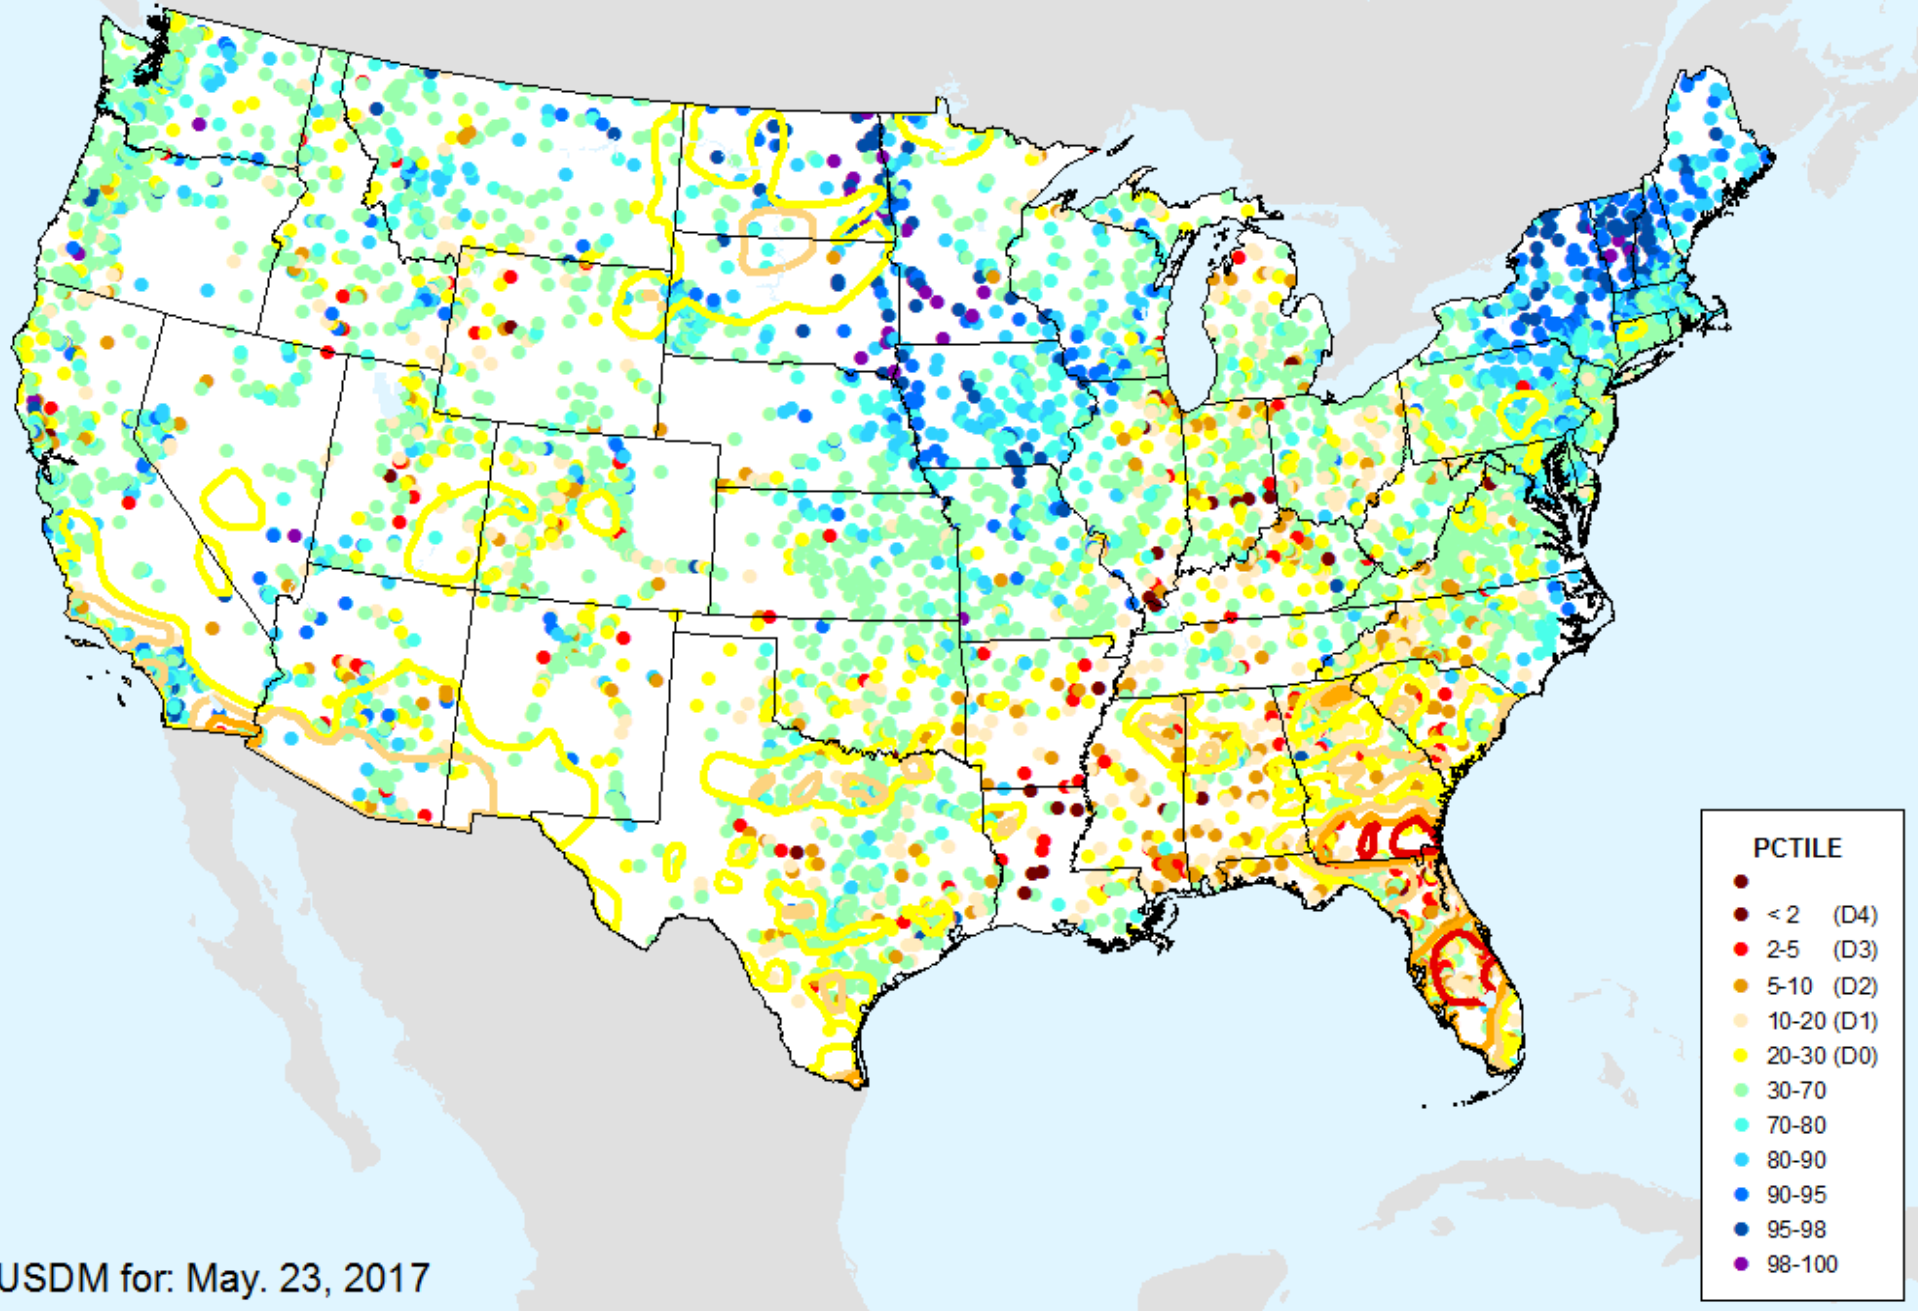 PCTILE
< 2 (D4)
2-5 (D3)
5-10 (D2)
10-20 (D1)
20-30 (D0)
30-70
70-80
80-90
90-95
95-98
98-100
USDM for: May. 23, 2017